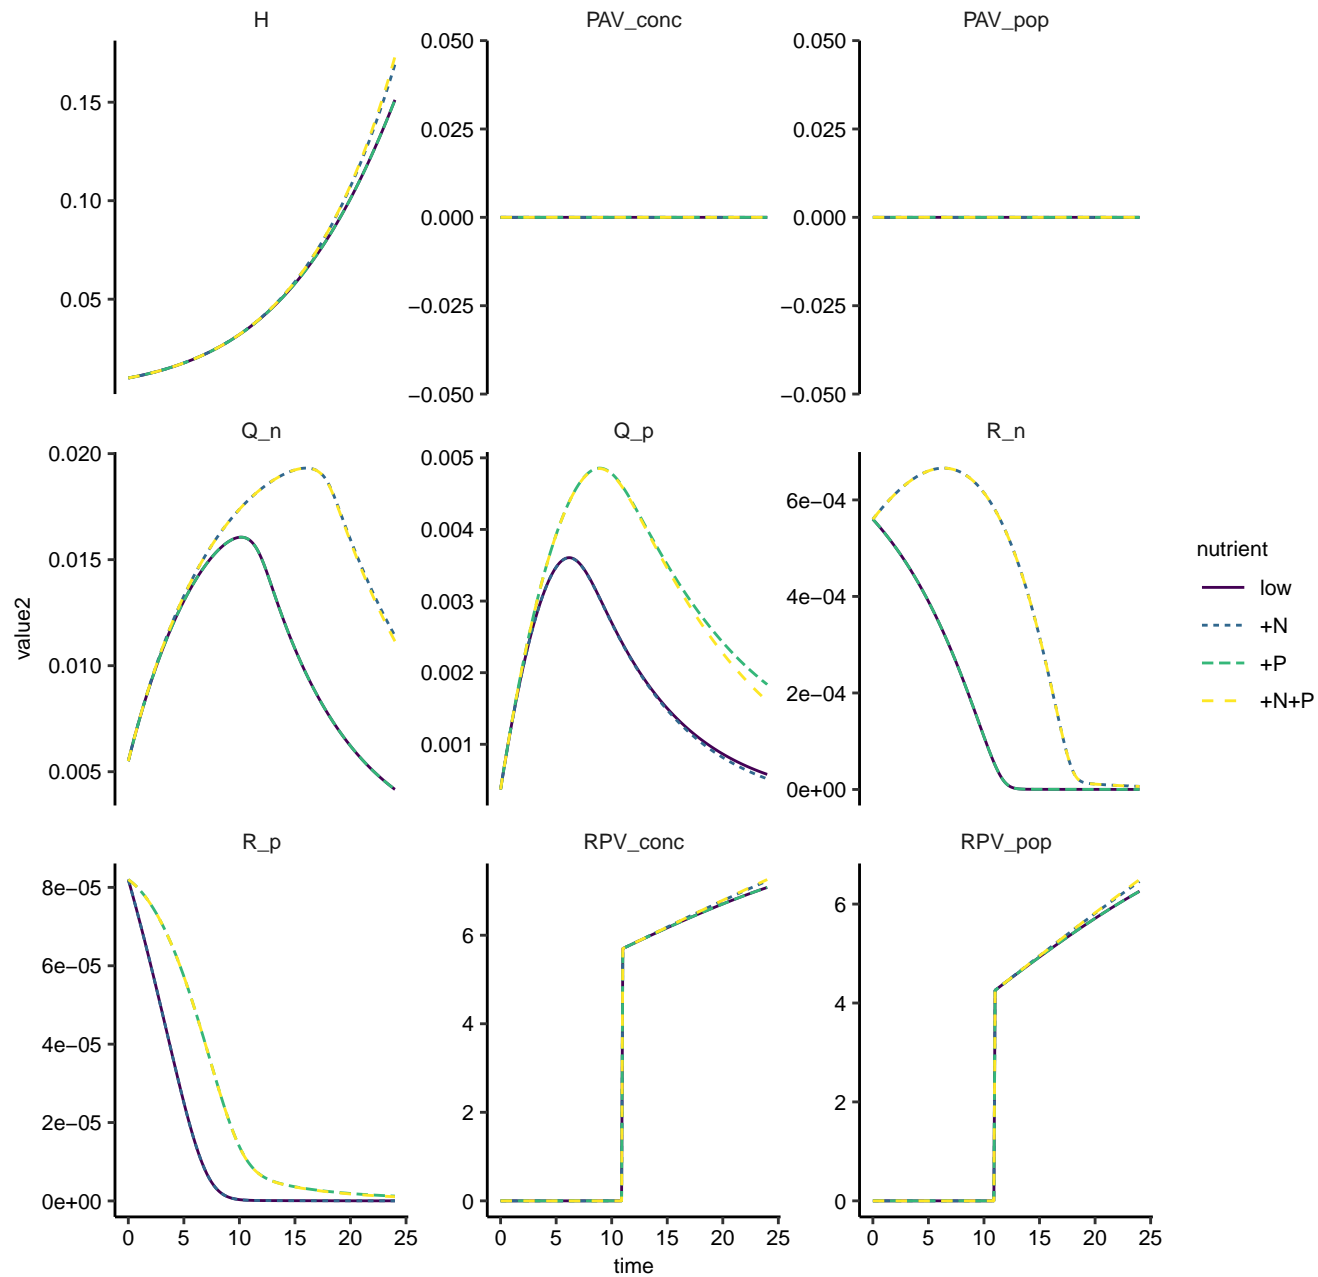 H
PAV_conc
PAV_pop
0.15
0.10
0.05
0.050
0.025
0.000
−0.025
−0.050
0.050
0.025
0.000
−0.025
−0.050
Q_n
Q_p
R_n
0.020
0.015
0.010
0.005
0.005
0.004
0.003
0.002
0.001
6e−04
4e−04
2e−04
0e+00
value2
nutrient
low
+N
+P
+N+P
R_p
RPV_conc
RPV_pop
8e−05
6e−05
4e−05
2e−05
0e+00
6
4
2
0
6
4
2
0
0 5 10 15 20 25
0 5 10 15 20 25
0 5 10 15 20 25
time